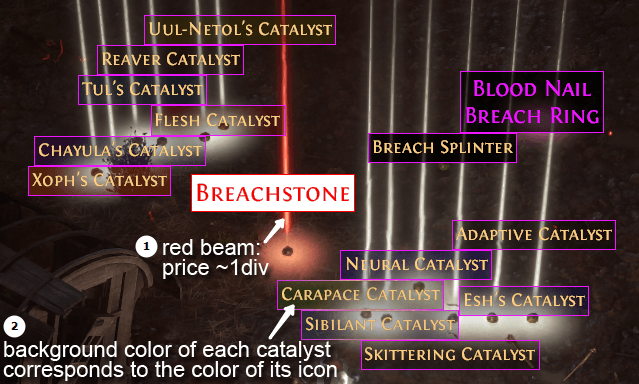 Uul-Netol's Catalyst
Reaver Catalyst
Tul's Catalyst
Flesh Catalyst
Chayula's Catalyst
Xoph's Catalyst
Blood Nail
Breach Ring
Breach Splinter
Breachstone
Adaptive Catalyst
1 red beam:
price ~1div
Neural Catalyst
Carapace Catalyst
Esh's Catalyst
Sibilant Catalyst
Skittering Catalyst
2
background color of each catalyst
corresponds to the color of its icon